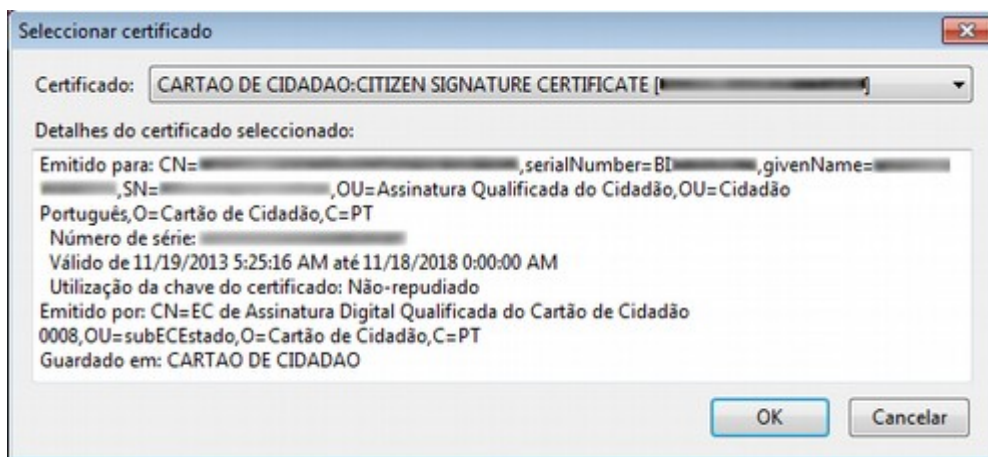 Seleccionar certificado
Certificado: CARTAO DE CIDADAO:CITIZEN SIGNATURE CERTIFICATE [ ]
Detalhes do certificado seleccionado:
Emitido para: CN= ,serialNumber=BI ,givenName=
,SN= ,OU=Assinatura Qualificada do Cidadão,OU=Cidadão
Português,O=Cartão de Cidadão,C=PT
Número de série:
Válido de 11/19/2013 5:25:16 AM até 11/18/2018 0:00:00 AM
Utilização da chave do certificado: Não-repudiado
Emitido por: CN=EC de Assinatura Digital Qualificada do Cartão de Cidadão
0008,OU=subECEstado,O=Cartão de Cidadão,C=PT
Guardado em: CARTAO DE CIDADAO
OK Cancelar